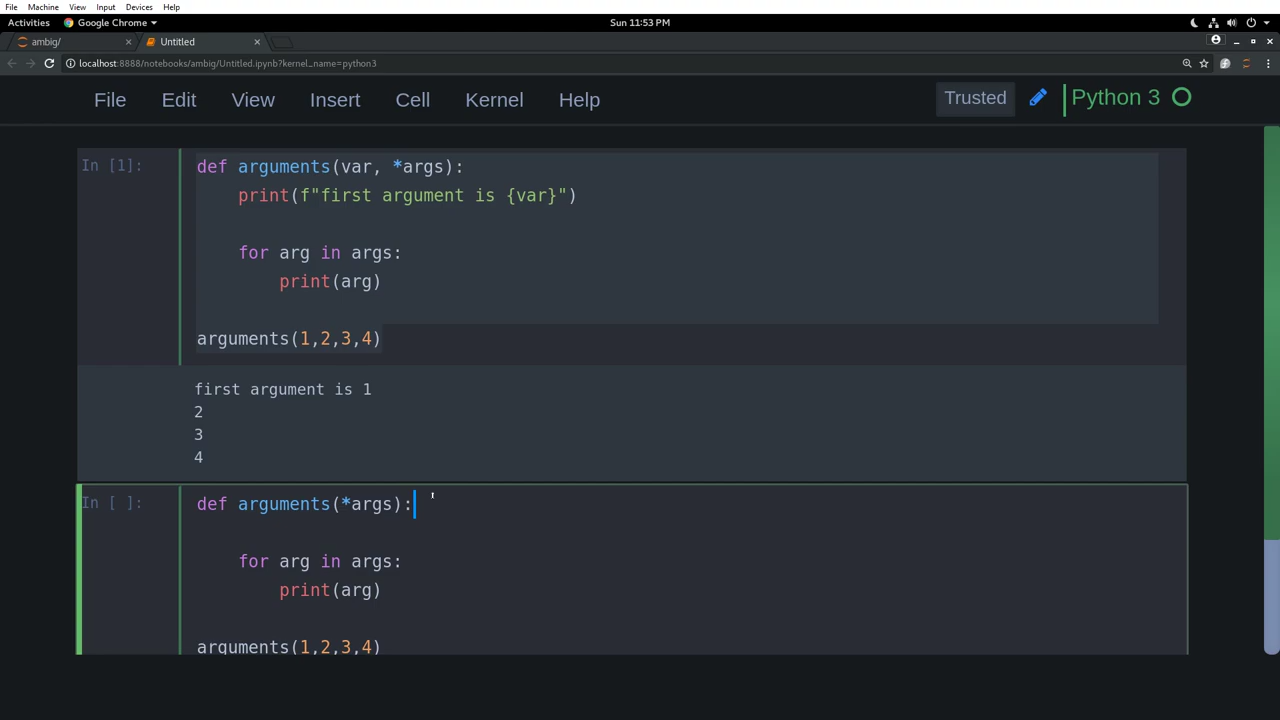 File Machine View Input Devices Help
Activities Google Chrome Sun 11:53 PM
ambig/ Untitled
localhost:8888/notebooks/ambig/Untitled.ipynb?kernel_name=python3
File Edit View Insert Cell Kernel Help Trusted Python 3
In [1]: def arguments(var, *args):
print(f"first argument is {var}")
for arg in args:
print(arg)
arguments(1,2,3,4)
first argument is 1
2
3
4
In [ ]: def arguments(*args):
for arg in args:
print(arg)
arguments(1,2,3,4)